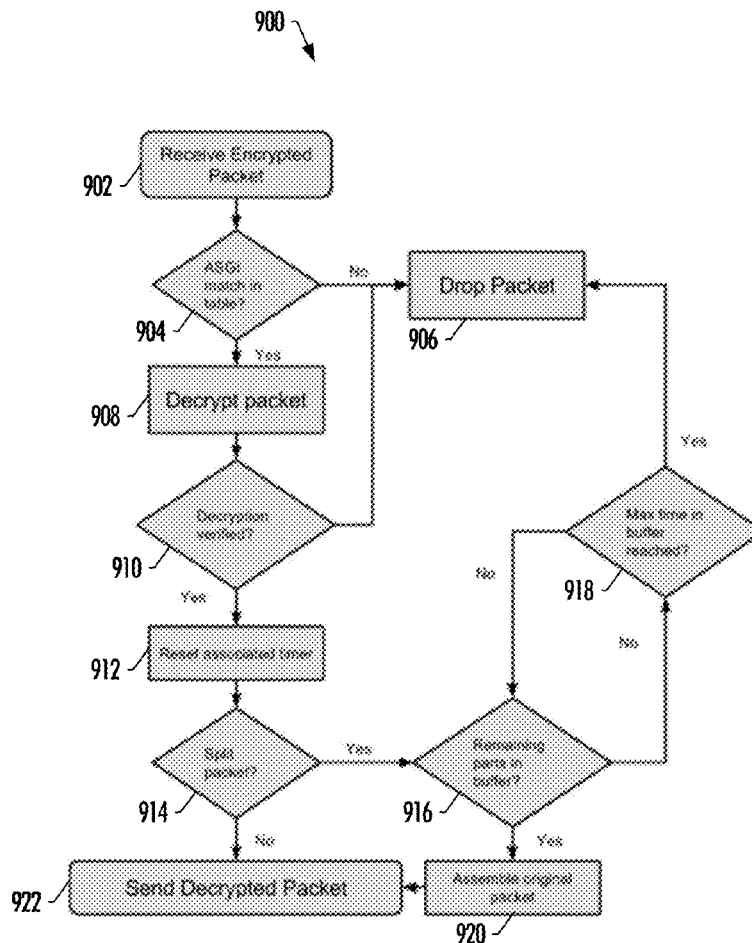 900
Receive Encrypted
Packet
902
ASGI
match in
table?
904
No
Drop Packet
906
Yes
Decrypt packet
908
Decryption
verified?
910
Yes
Max time in
buffer
reached?
918
Yes
No
No
Reset associated timer
912
Split
packet?
914
Yes
Remaining
parts in
buffer?
916
No
Yes
Send Decrypted Packet
922
Assemble original
packet
920